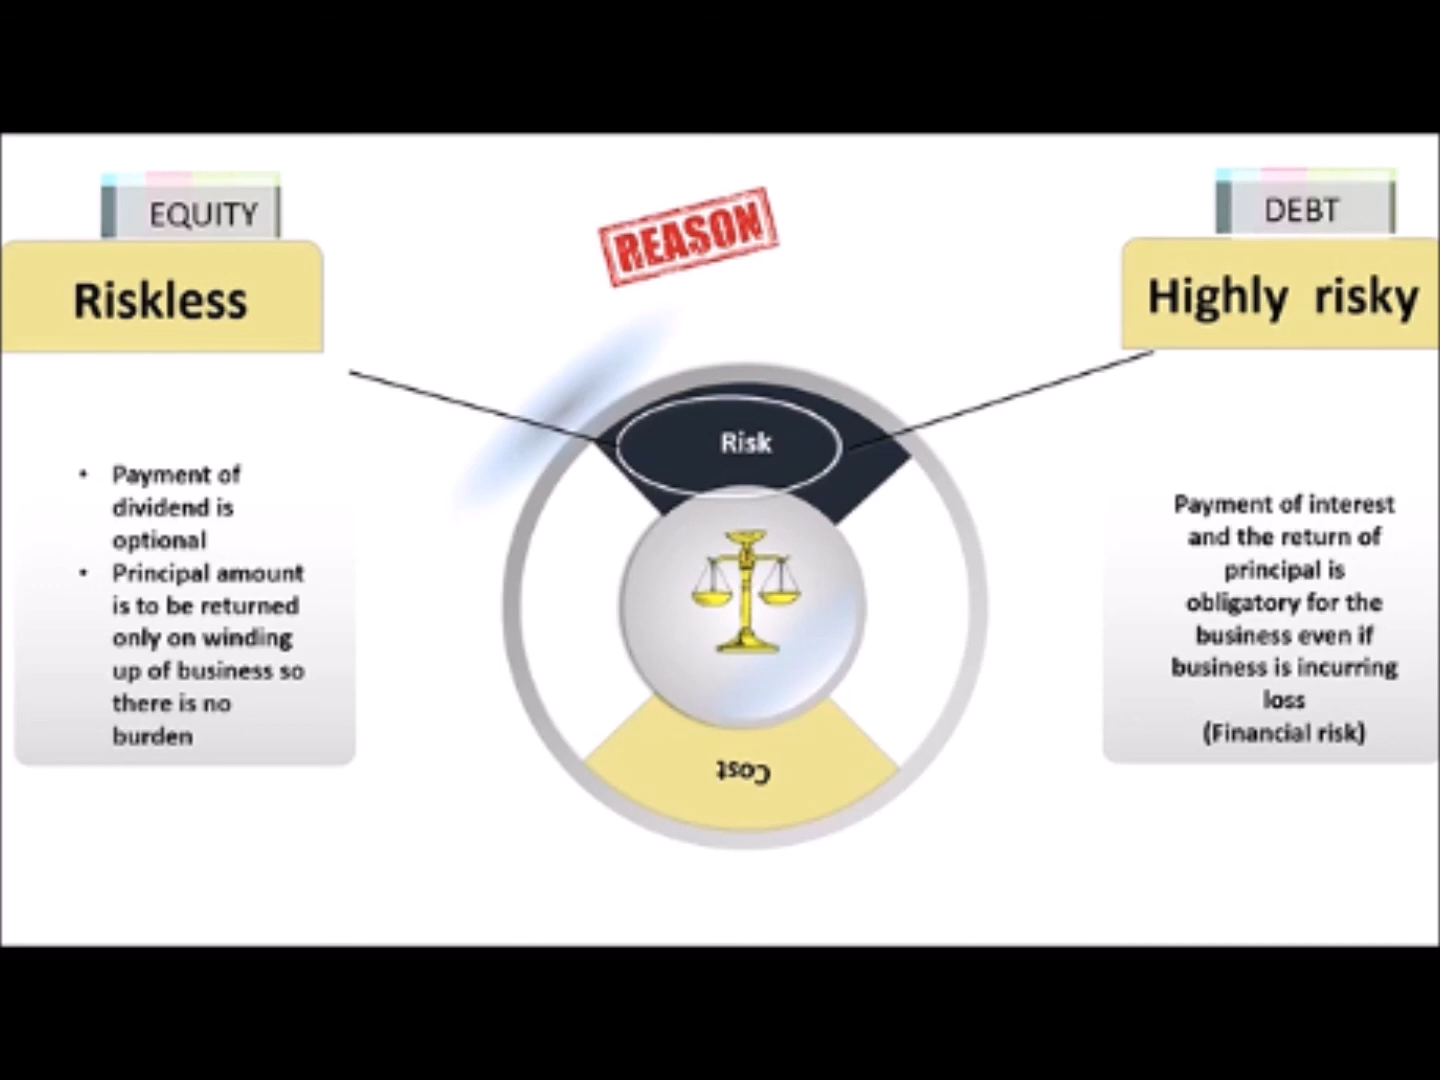 EQUITY
Riskless
• Payment of
dividend is
optional
• Principal amount
is to be returned
only on winding
up of business so
there is no
burden
REASON
Risk
Cost
DEBT
Highly risky
Payment of interest
and the return of
principal is
obligatory for the
business even if
business is incurring
loss
(Financial risk)